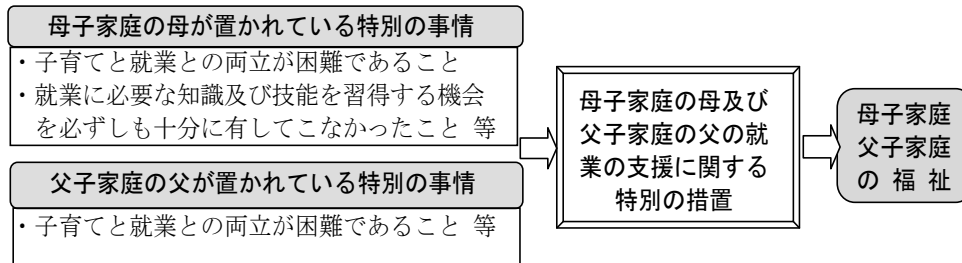 母子家庭の母が置かれている特別の事情
・子育てと就業との両立が困難であること
・就業に必要な知識及び技能を習得する機会
を必ずしも十分に有してこなかったこと 等
父子家庭の父が置かれている特別の事情
・子育てと就業との両立が困難であること 等
母子家庭の母及び
父子家庭の父の就
業の支援に関する
特別の措置
母子家庭
父子家庭
の 福 祉